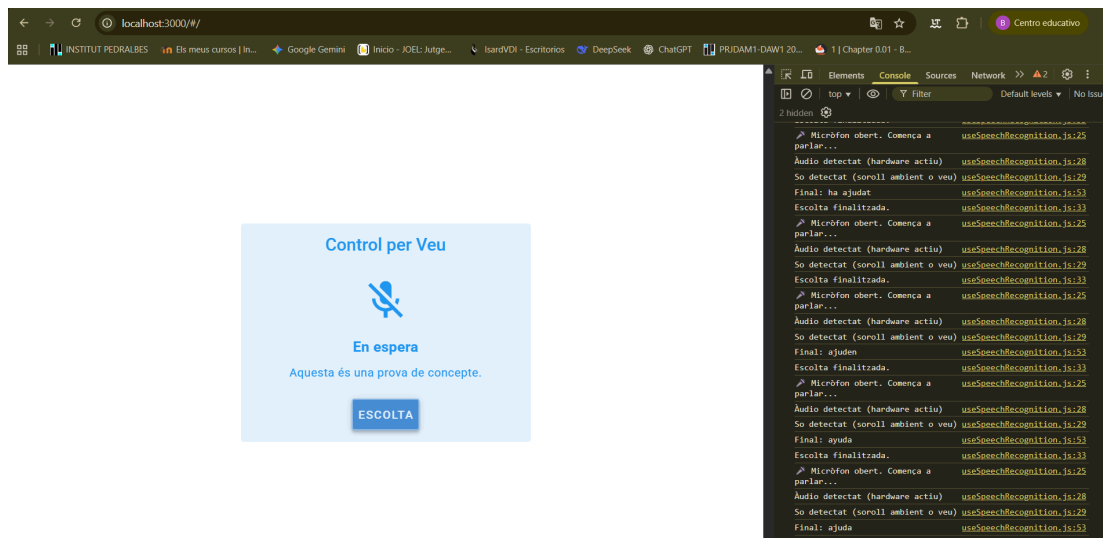 localhost:3000/#/
Centro educativo
INSTITUT PEDRALBES
Els meus cursos | In...
Google Gemini
Inicio - JOEL: Jutge...
IsardVDI - Escritorios
DeepSeek
ChatGPT
PRJDAM1-DAW1 20...
1 | Chapter 0.01 - B...
Control per Veu
En espera
Aquesta és una prova de concepte.
ESCOLTA
Elements Console Sources Network 2
top Filter Default levels No Issu
2 hidden
Micròfon obert. Comença a useSpeechRecognition.js:25
parlar...
Àudio detectat (hardware actiu) useSpeechRecognition.js:28
So detectat (soroll ambient o veu) useSpeechRecognition.js:29
Final: ha ajudat useSpeechRecognition.js:53
Escolta finalitzada. useSpeechRecognition.js:33
Micròfon obert. Comença a useSpeechRecognition.js:25
parlar...
Àudio detectat (hardware actiu) useSpeechRecognition.js:28
So detectat (soroll ambient o veu) useSpeechRecognition.js:29
Escolta finalitzada. useSpeechRecognition.js:33
Micròfon obert. Comença a useSpeechRecognition.js:25
parlar...
Àudio detectat (hardware actiu) useSpeechRecognition.js:28
So detectat (soroll ambient o veu) useSpeechRecognition.js:29
Final: ajuden useSpeechRecognition.js:53
Escolta finalitzada. useSpeechRecognition.js:33
Micròfon obert. Comença a useSpeechRecognition.js:25
parlar...
Àudio detectat (hardware actiu) useSpeechRecognition.js:28
So detectat (soroll ambient o veu) useSpeechRecognition.js:29
Final: ayuda useSpeechRecognition.js:53
Escolta finalitzada. useSpeechRecognition.js:33
Micròfon obert. Comença a useSpeechRecognition.js:25
parlar...
Àudio detectat (hardware actiu) useSpeechRecognition.js:28
So detectat (soroll ambient o veu) useSpeechRecognition.js:29
Final: ajuda useSpeechRecognition.js:53